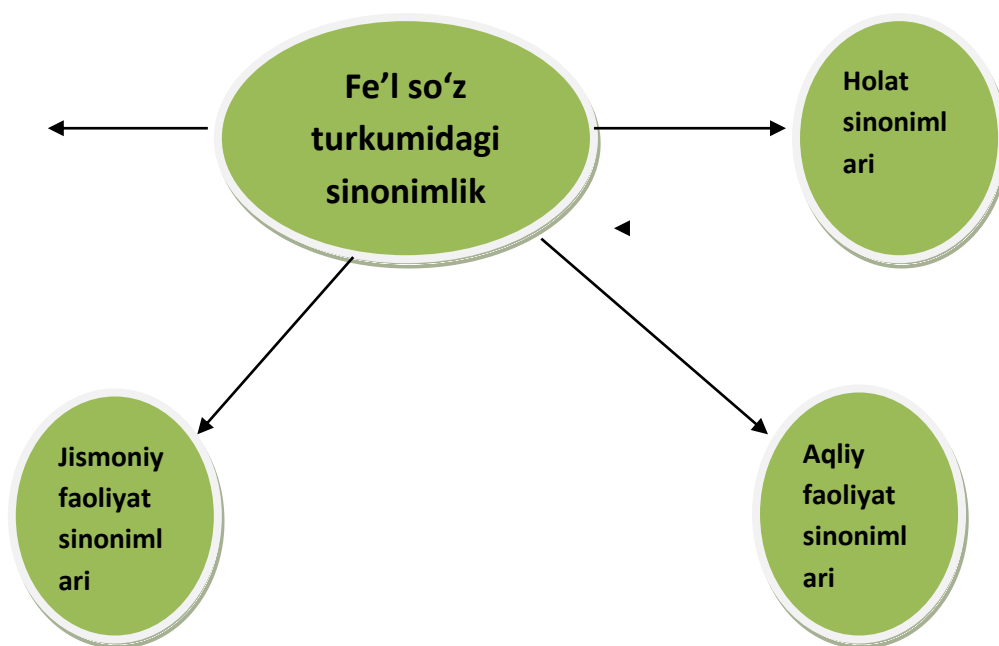 Fe’l so‘z
turkumidagi
sinonimlik
Holat
sinoniml
ari
Jismoniy
faoliyat
sinoniml
ari
Aqliy
faoliyat
sinoniml
ari